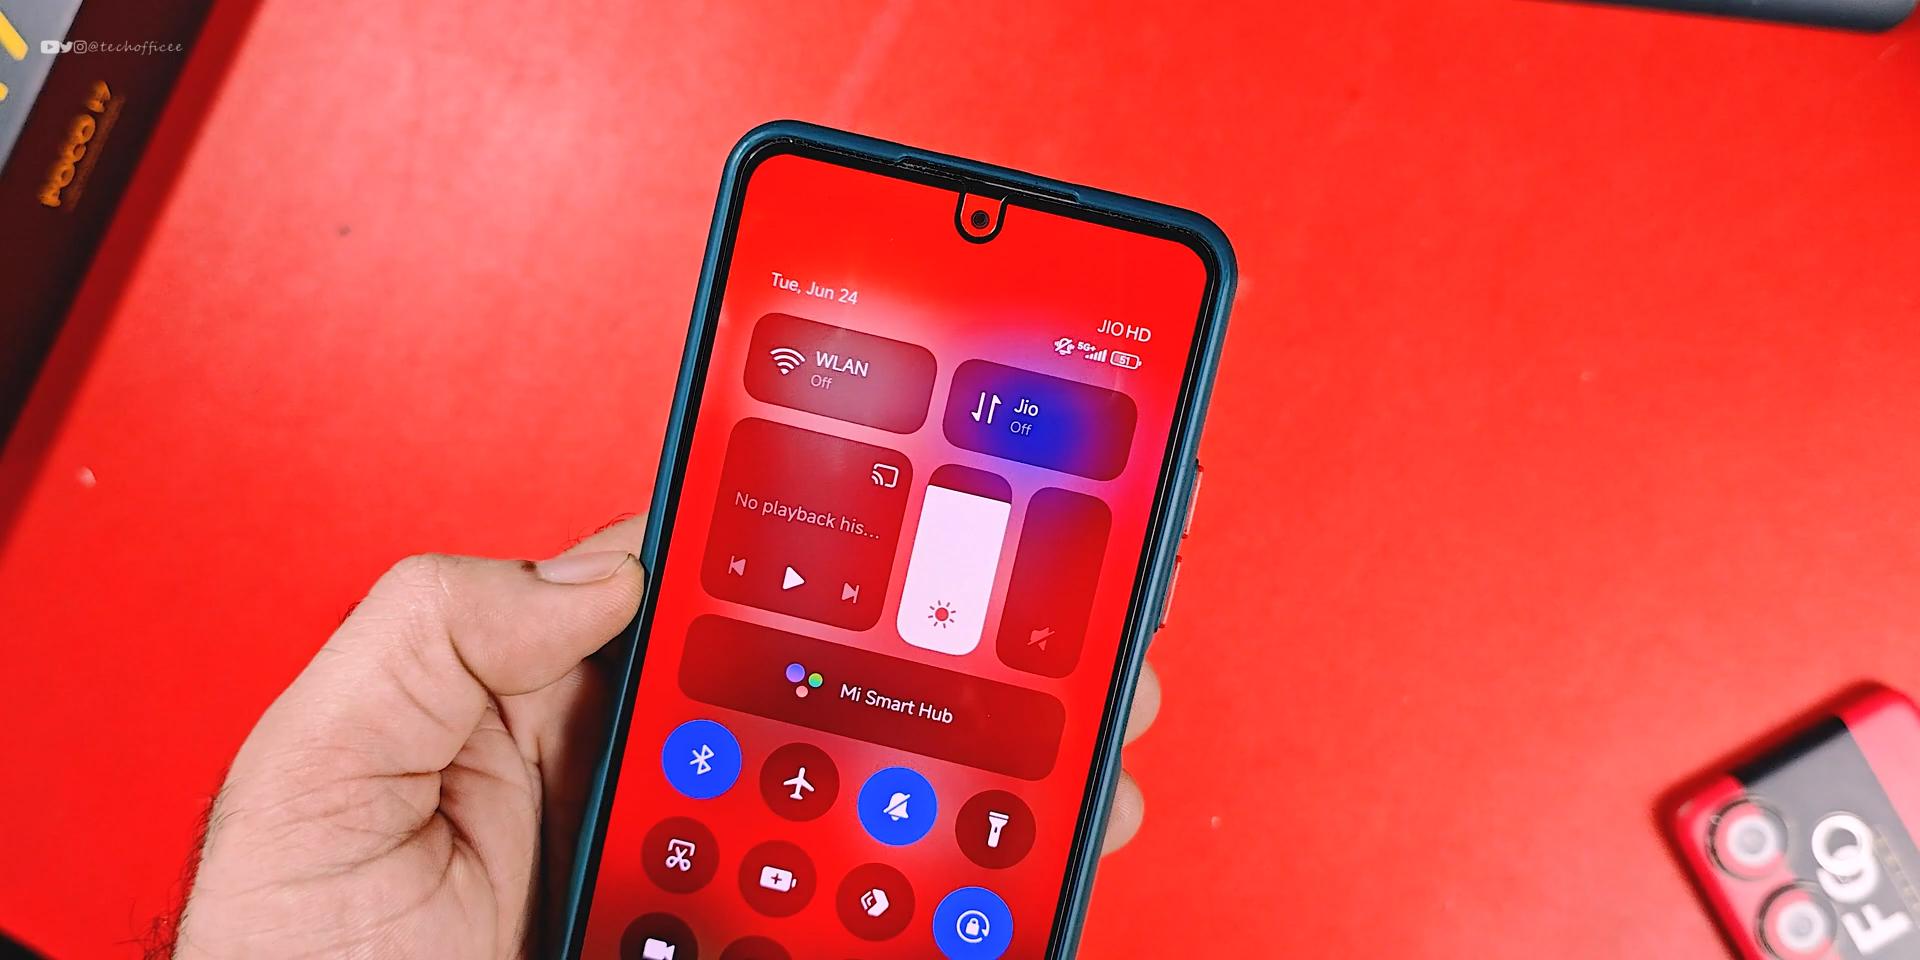 @techofficee
POCO F7
Tue, Jun 24
JIO HD
5G+
51
WLAN
Off
Jio
Off
No playback his...
Mi Smart Hub